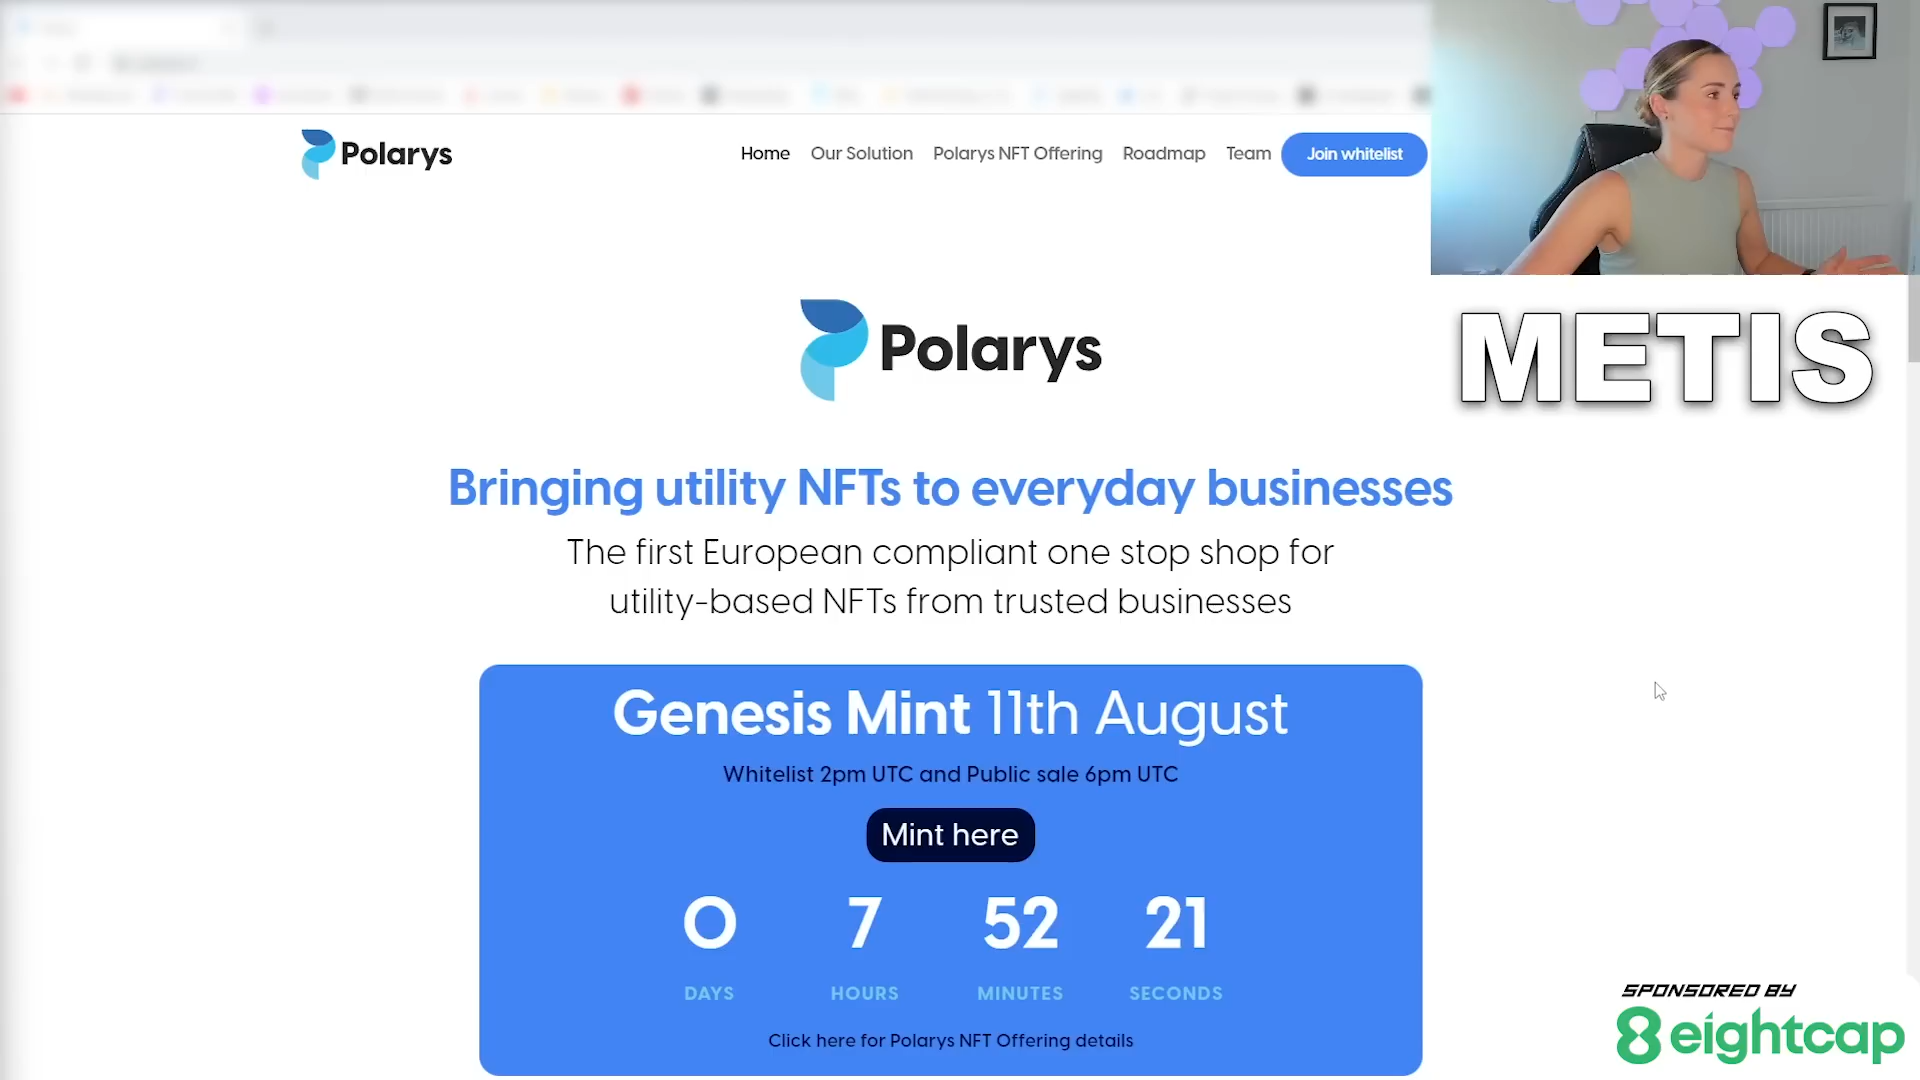 Polarys
Home Our Solution Polarys NFT Offering Roadmap Team Join whitelist
Polarys
METIS
Bringing utility NFTs to everyday businesses
The first European compliant one stop shop for
utility-based NFTs from trusted businesses
Genesis Mint 11th August
Whitelist 2pm UTC and Public sale 6pm UTC
Mint here
0 7 52 21
DAYS HOURS MINUTES SECONDS
Click here for Polarys NFT Offering details
SPONSORED BY
8 eightcap